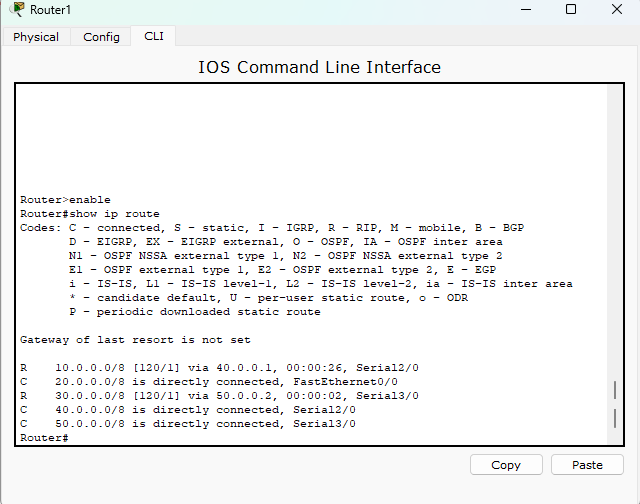 Router1
Physical Config CLI
IOS Command Line Interface
Router>enable
Router#show ip route
Codes: C - connected, S - static, I - IGRP, R - RIP, M - mobile, B - BGP
       D - EIGRP, EX - EIGRP external, O - OSPF, IA - OSPF inter area
       N1 - OSPF NSSA external type 1, N2 - OSPF NSSA external type 2
       E1 - OSPF external type 1, E2 - OSPF external type 2, E - EGP
       i - IS-IS, L1 - IS-IS level-1, L2 - IS-IS level-2, ia - IS-IS inter area
       * - candidate default, U - per-user static route, o - ODR
       P - periodic downloaded static route
Gateway of last resort is not set
R    10.0.0.0/8 [120/1] via 40.0.0.1, 00:00:26, Serial2/0
C    20.0.0.0/8 is directly connected, FastEthernet0/0
R    30.0.0.0/8 [120/1] via 50.0.0.2, 00:00:02, Serial3/0
C    40.0.0.0/8 is directly connected, Serial2/0
C    50.0.0.0/8 is directly connected, Serial3/0
Router#
Copy Paste